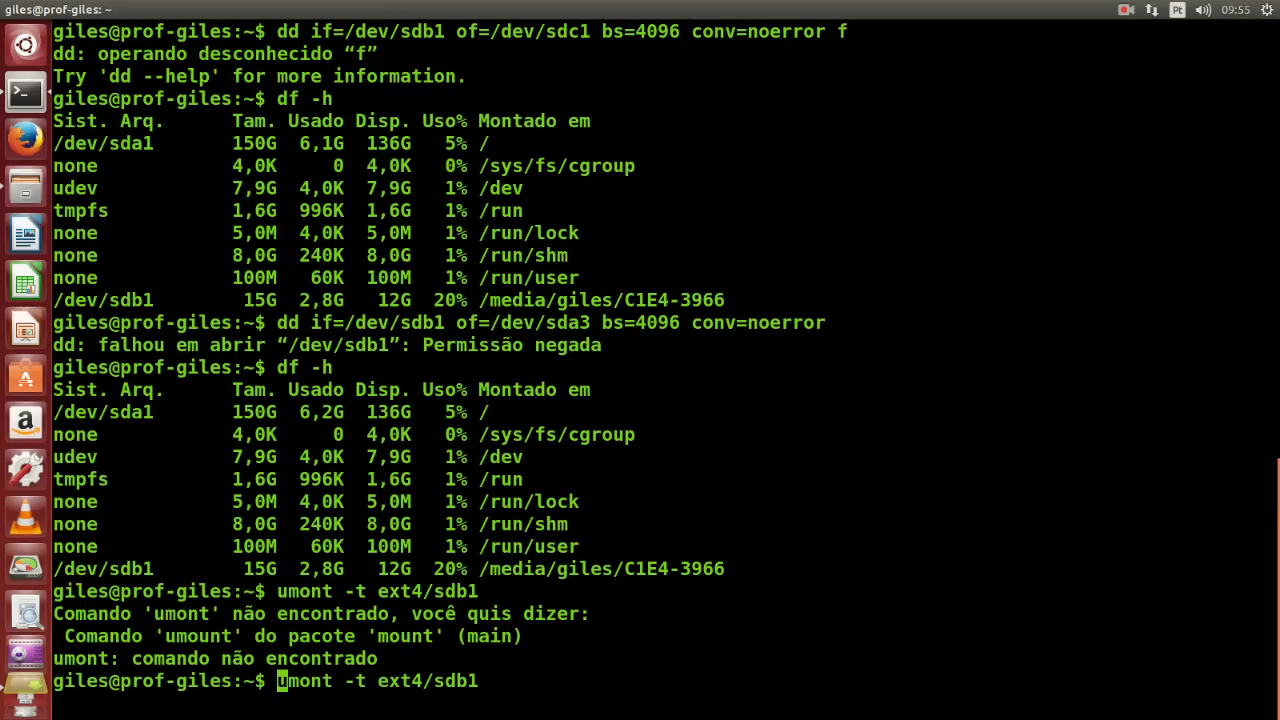 giles@prof-giles: ~
Pt
09:55
giles@prof-giles:~$ dd if=/dev/sdb1 of=/dev/sdc1 bs=4096 conv=noerror f
dd: operando desconhecido “f”
Try 'dd --help' for more information.
giles@prof-giles:~$ df -h
Sist. Arq.      Tam. Usado Disp. Uso% Montado em
/dev/sda1       150G  6,1G  136G   5% /
none            4,0K     0  4,0K   0% /sys/fs/cgroup
udev            7,9G  4,0K  7,9G   1% /dev
tmpfs           1,6G  996K  1,6G   1% /run
none            5,0M  4,0K  5,0M   1% /run/lock
none            8,0G  240K  8,0G   1% /run/shm
none            100M   60K  100M   1% /run/user
/dev/sdb1        15G  2,8G   12G  20% /media/giles/C1E4-3966
giles@prof-giles:~$ dd if=/dev/sdb1 of=/dev/sda3 bs=4096 conv=noerror
dd: falhou em abrir “/dev/sdb1”: Permissão negada
giles@prof-giles:~$ df -h
Sist. Arq.      Tam. Usado Disp. Uso% Montado em
/dev/sda1       150G  6,2G  136G   5% /
none            4,0K     0  4,0K   0% /sys/fs/cgroup
udev            7,9G  4,0K  7,9G   1% /dev
tmpfs           1,6G  996K  1,6G   1% /run
none            5,0M  4,0K  5,0M   1% /run/lock
none            8,0G  240K  8,0G   1% /run/shm
none            100M   60K  100M   1% /run/user
/dev/sdb1        15G  2,8G   12G  20% /media/giles/C1E4-3966
giles@prof-giles:~$ umont -t ext4/sdb1
Comando 'umont' não encontrado, você quis dizer:
 Comando 'umount' do pacote 'mount' (main)
umont: comando não encontrado
giles@prof-giles:~$ umont -t ext4/sdb1